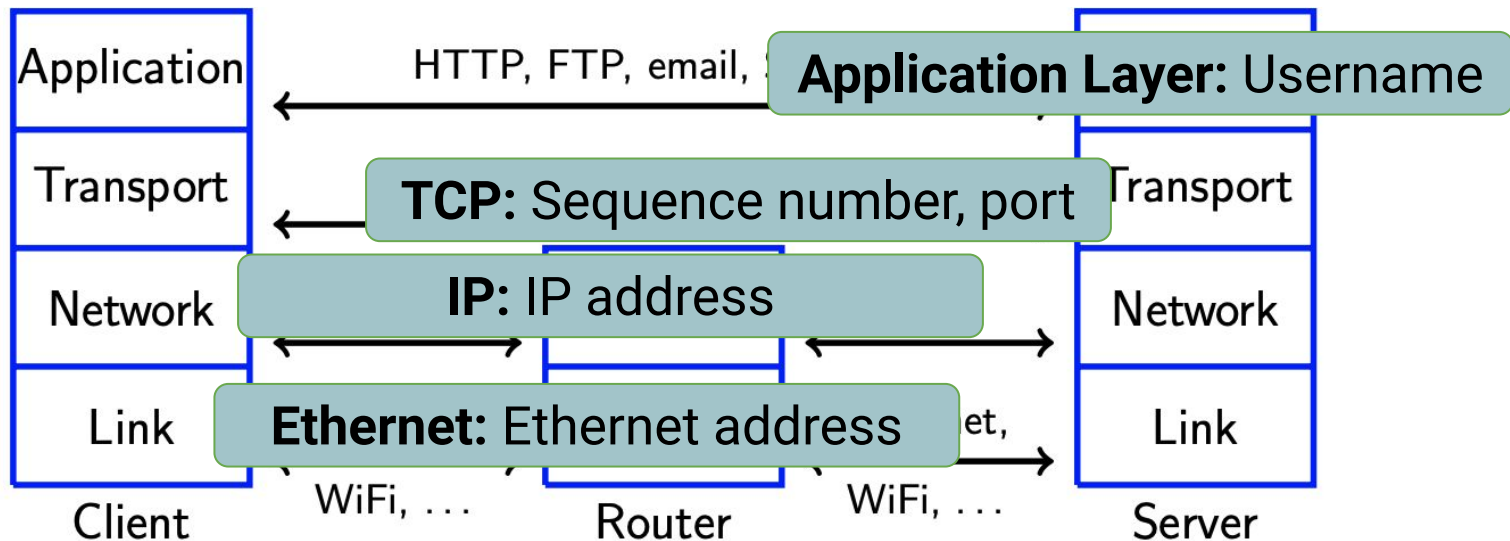 Application
HTTP, FTP, email,
Application Layer: Username
Transport
TCP: Sequence number, port
Transport
Network
IP: IP address
Network
Link
Ethernet: Ethernet address
et,
Link
WiFi, ...
WiFi, ...
Client
Router
Server